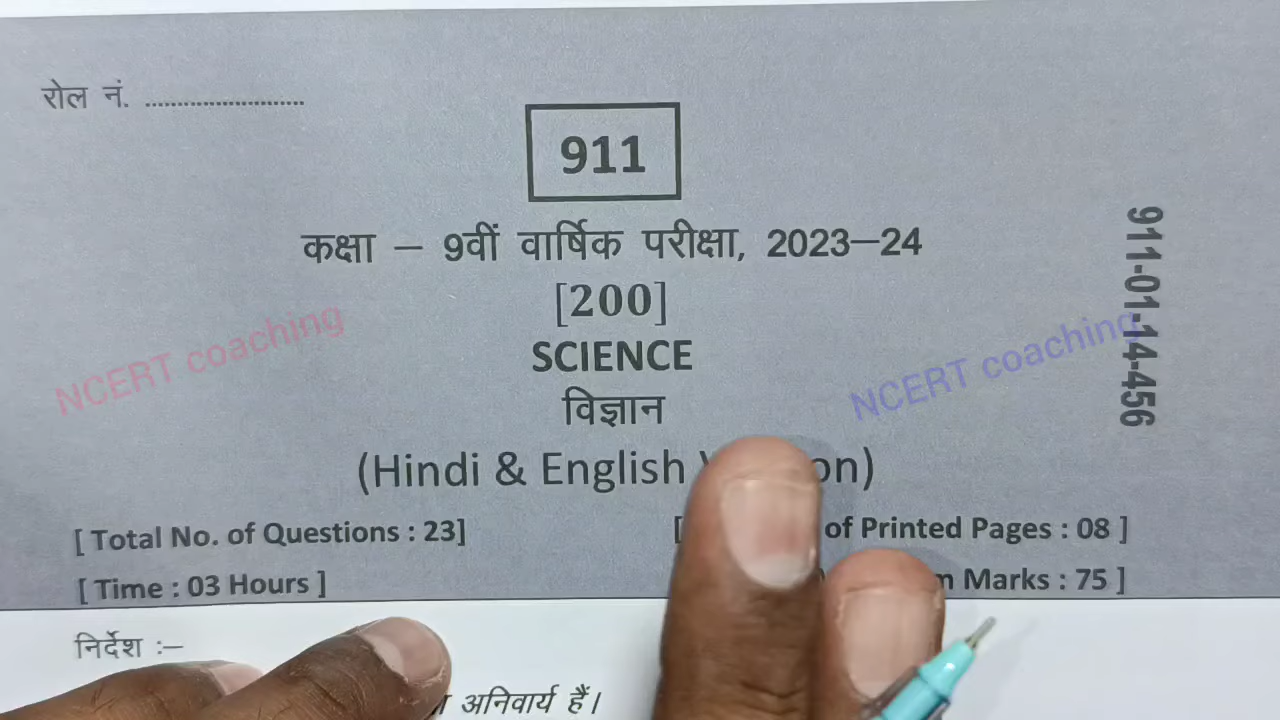 रोल नं. ..........................
911
कक्षा – 9वीं वार्षिक परीक्षा, 2023–24
[200]
SCIENCE
विज्ञान
(Hindi & English
[ Total No. of Questions : 23]
of Printed Pages : 08 ]
[ Time : 03 Hours ]
Marks : 75 ]
निर्देश :–
अनिवार्य हैं।
911-01-14-456
NCERT coaching
NCERT coaching